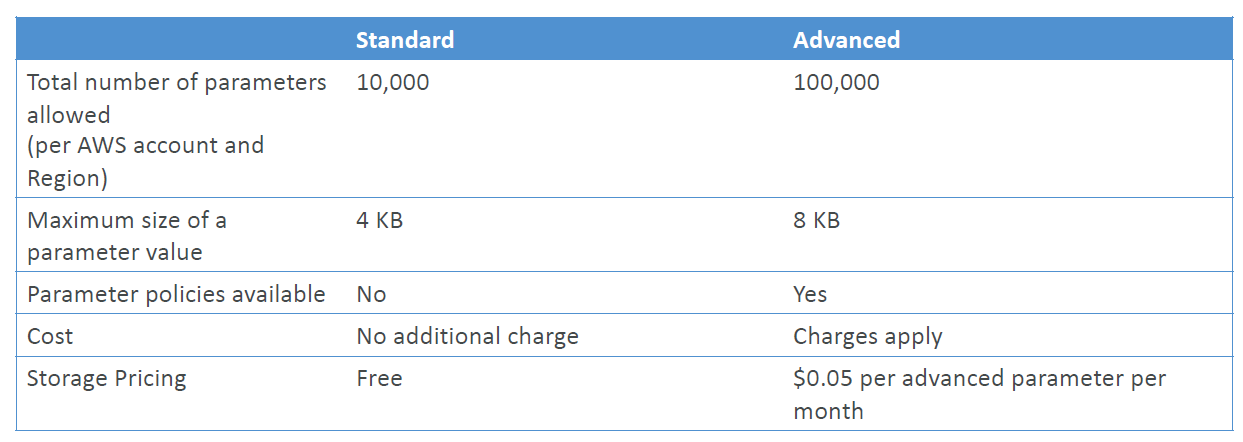 Standard Advanced
Total number of parameters 10,000 100,000
allowed
(per AWS account and
Region)
Maximum size of a 4 KB 8 KB
parameter value
Parameter policies available No Yes
Cost No additional charge Charges apply
Storage Pricing Free $0.05 per advanced parameter per
month